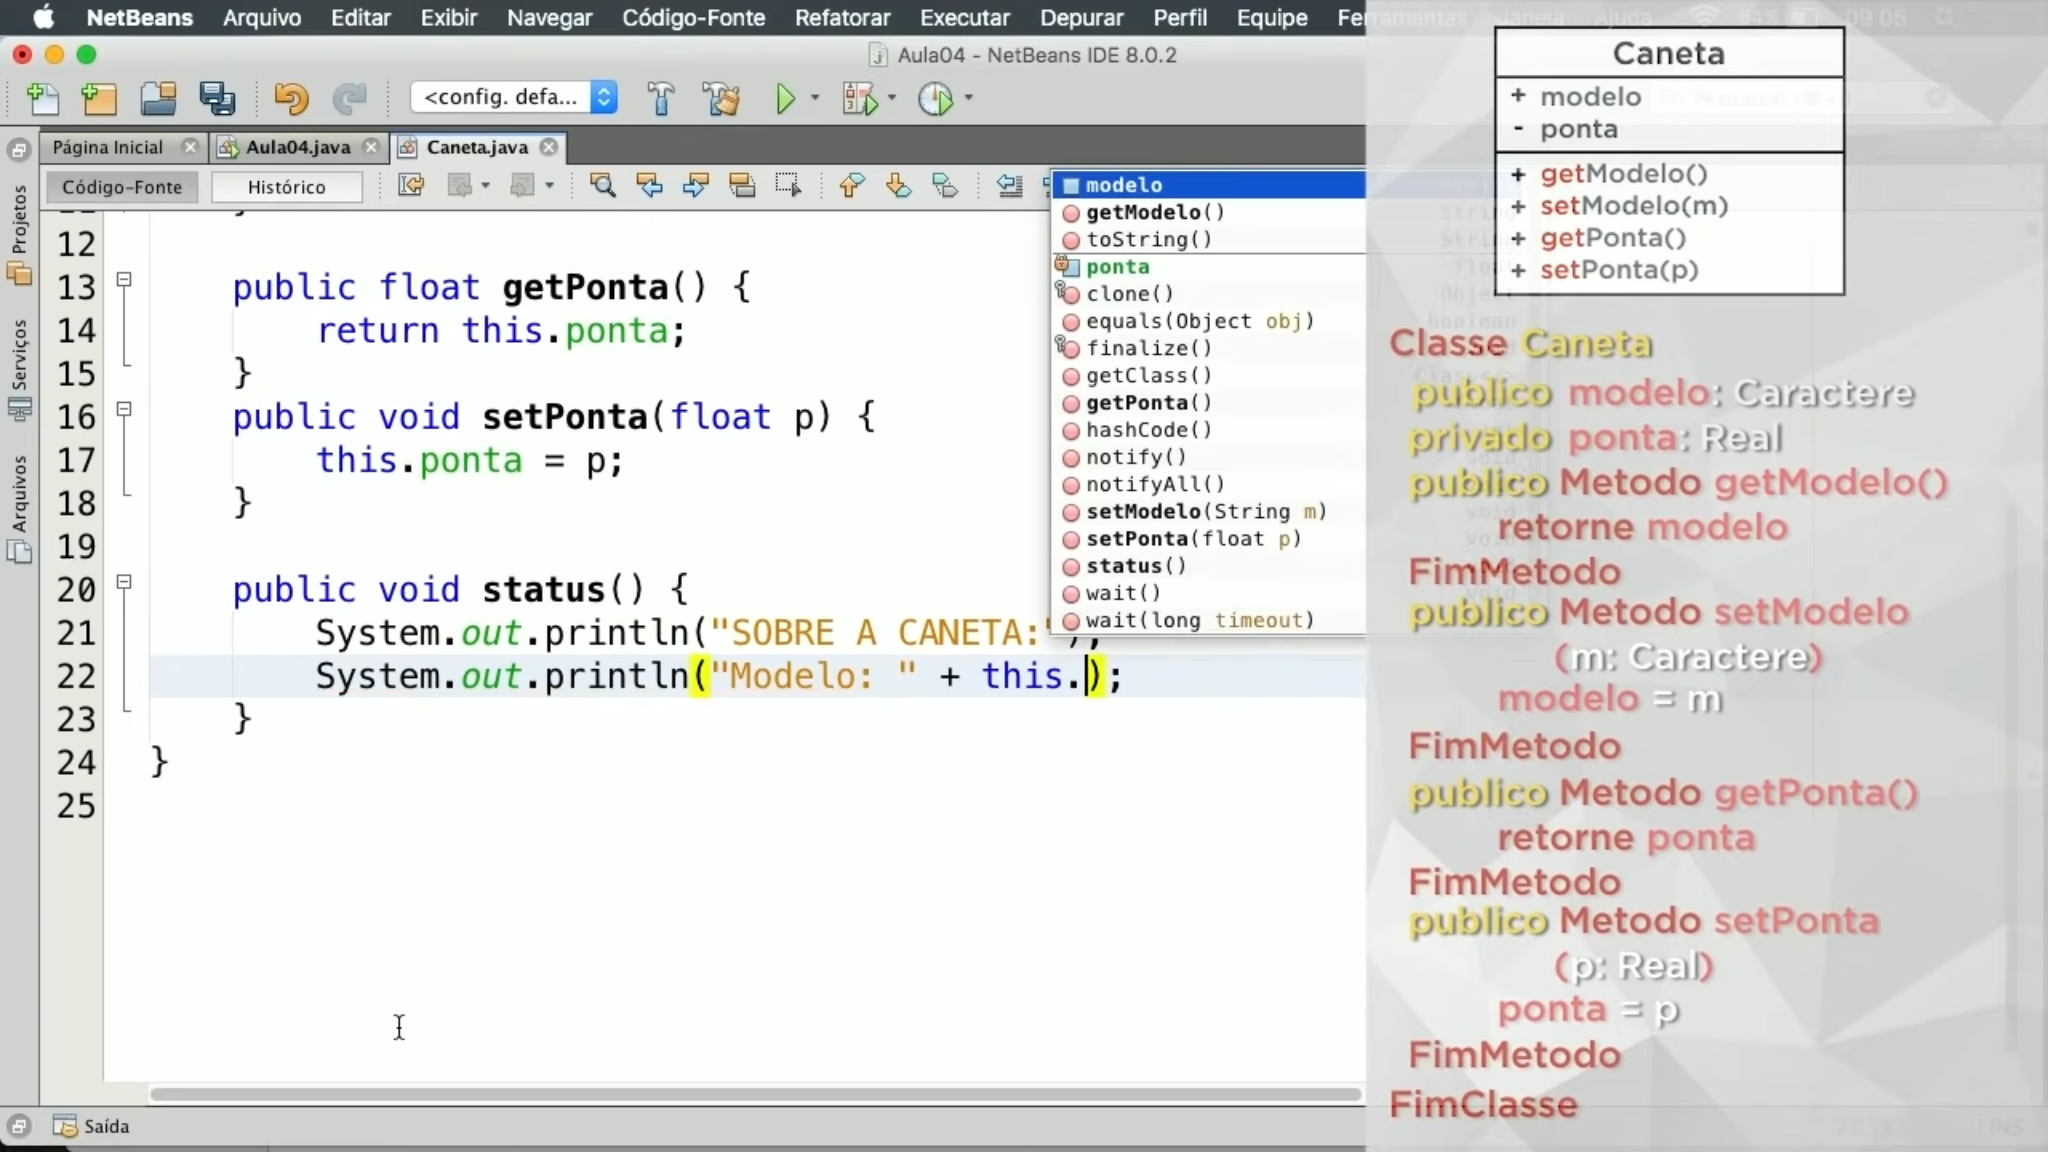 NetBeans Arquivo Editar Exibir Navegar Código-Fonte Refatorar Executar Depurar Perfil Equipe Ferramentas Janela Ajuda
Aula04 - NetBeans IDE 8.0.2
<config. defa...
Página Inicial
Aula04.java
Caneta.java
Código-Fonte
Histórico
Projetos
Serviços
Arquivos
12
13 public float getPonta() {
14 return this.ponta;
15 }
16 public void setPonta(float p) {
17 this.ponta = p;
18 }
19
20 public void status() {
21 System.out.println("SOBRE A CANETA:");
22 System.out.println("Modelo: " + this.);
23 }
24 }
25
modelo
getModelo()
toString()
ponta
clone()
equals(Object obj)
finalize()
getClass()
getPonta()
hashCode()
notify()
notifyAll()
setModelo(String m)
setPonta(float p)
status()
wait()
wait(long timeout)
Saída
Caneta
+ modelo
- ponta
+ getModelo()
+ setModelo(m)
+ getPonta()
+ setPonta(p)
Classe Caneta
publico modelo: Caractere
privado ponta: Real
publico Metodo getModelo()
retorne modelo
FimMetodo
publico Metodo setModelo
(m: Caractere)
modelo = m
FimMetodo
publico Metodo getPonta()
retorne ponta
FimMetodo
publico Metodo setPonta
(p: Real)
ponta = p
FimMetodo
FimClasse